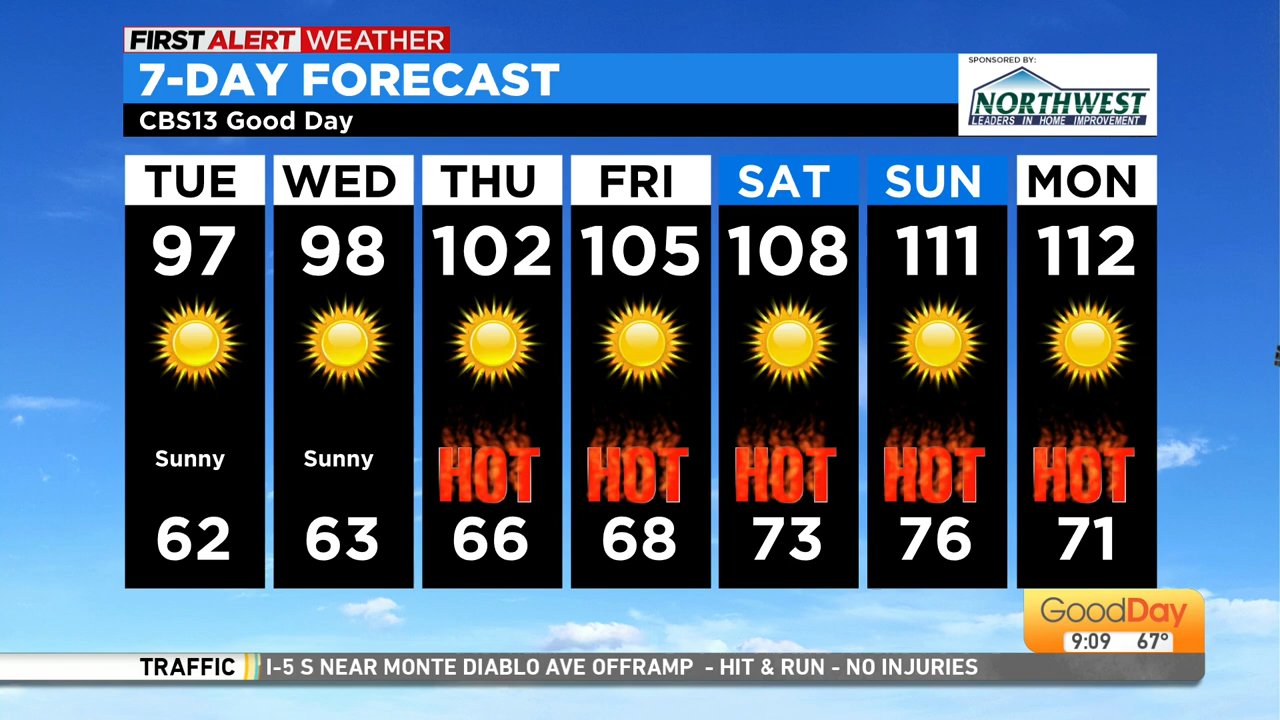 FIRST ALERT WEATHER
7-DAY FORECAST
CBS13 Good Day
SPONSORED BY:
NORTHWEST
LEADERS IN HOME IMPROVEMENT
TUE WED THU FRI SAT SUN MON
97 98 102 105 108 111 112
Sunny Sunny HOT HOT HOT HOT HOT
62 63 66 68 73 76 71
GoodDay
9:09 67°
TRAFFIC I-5 S NEAR MONTE DIABLO AVE OFFRAMP - HIT & RUN - NO INJURIES